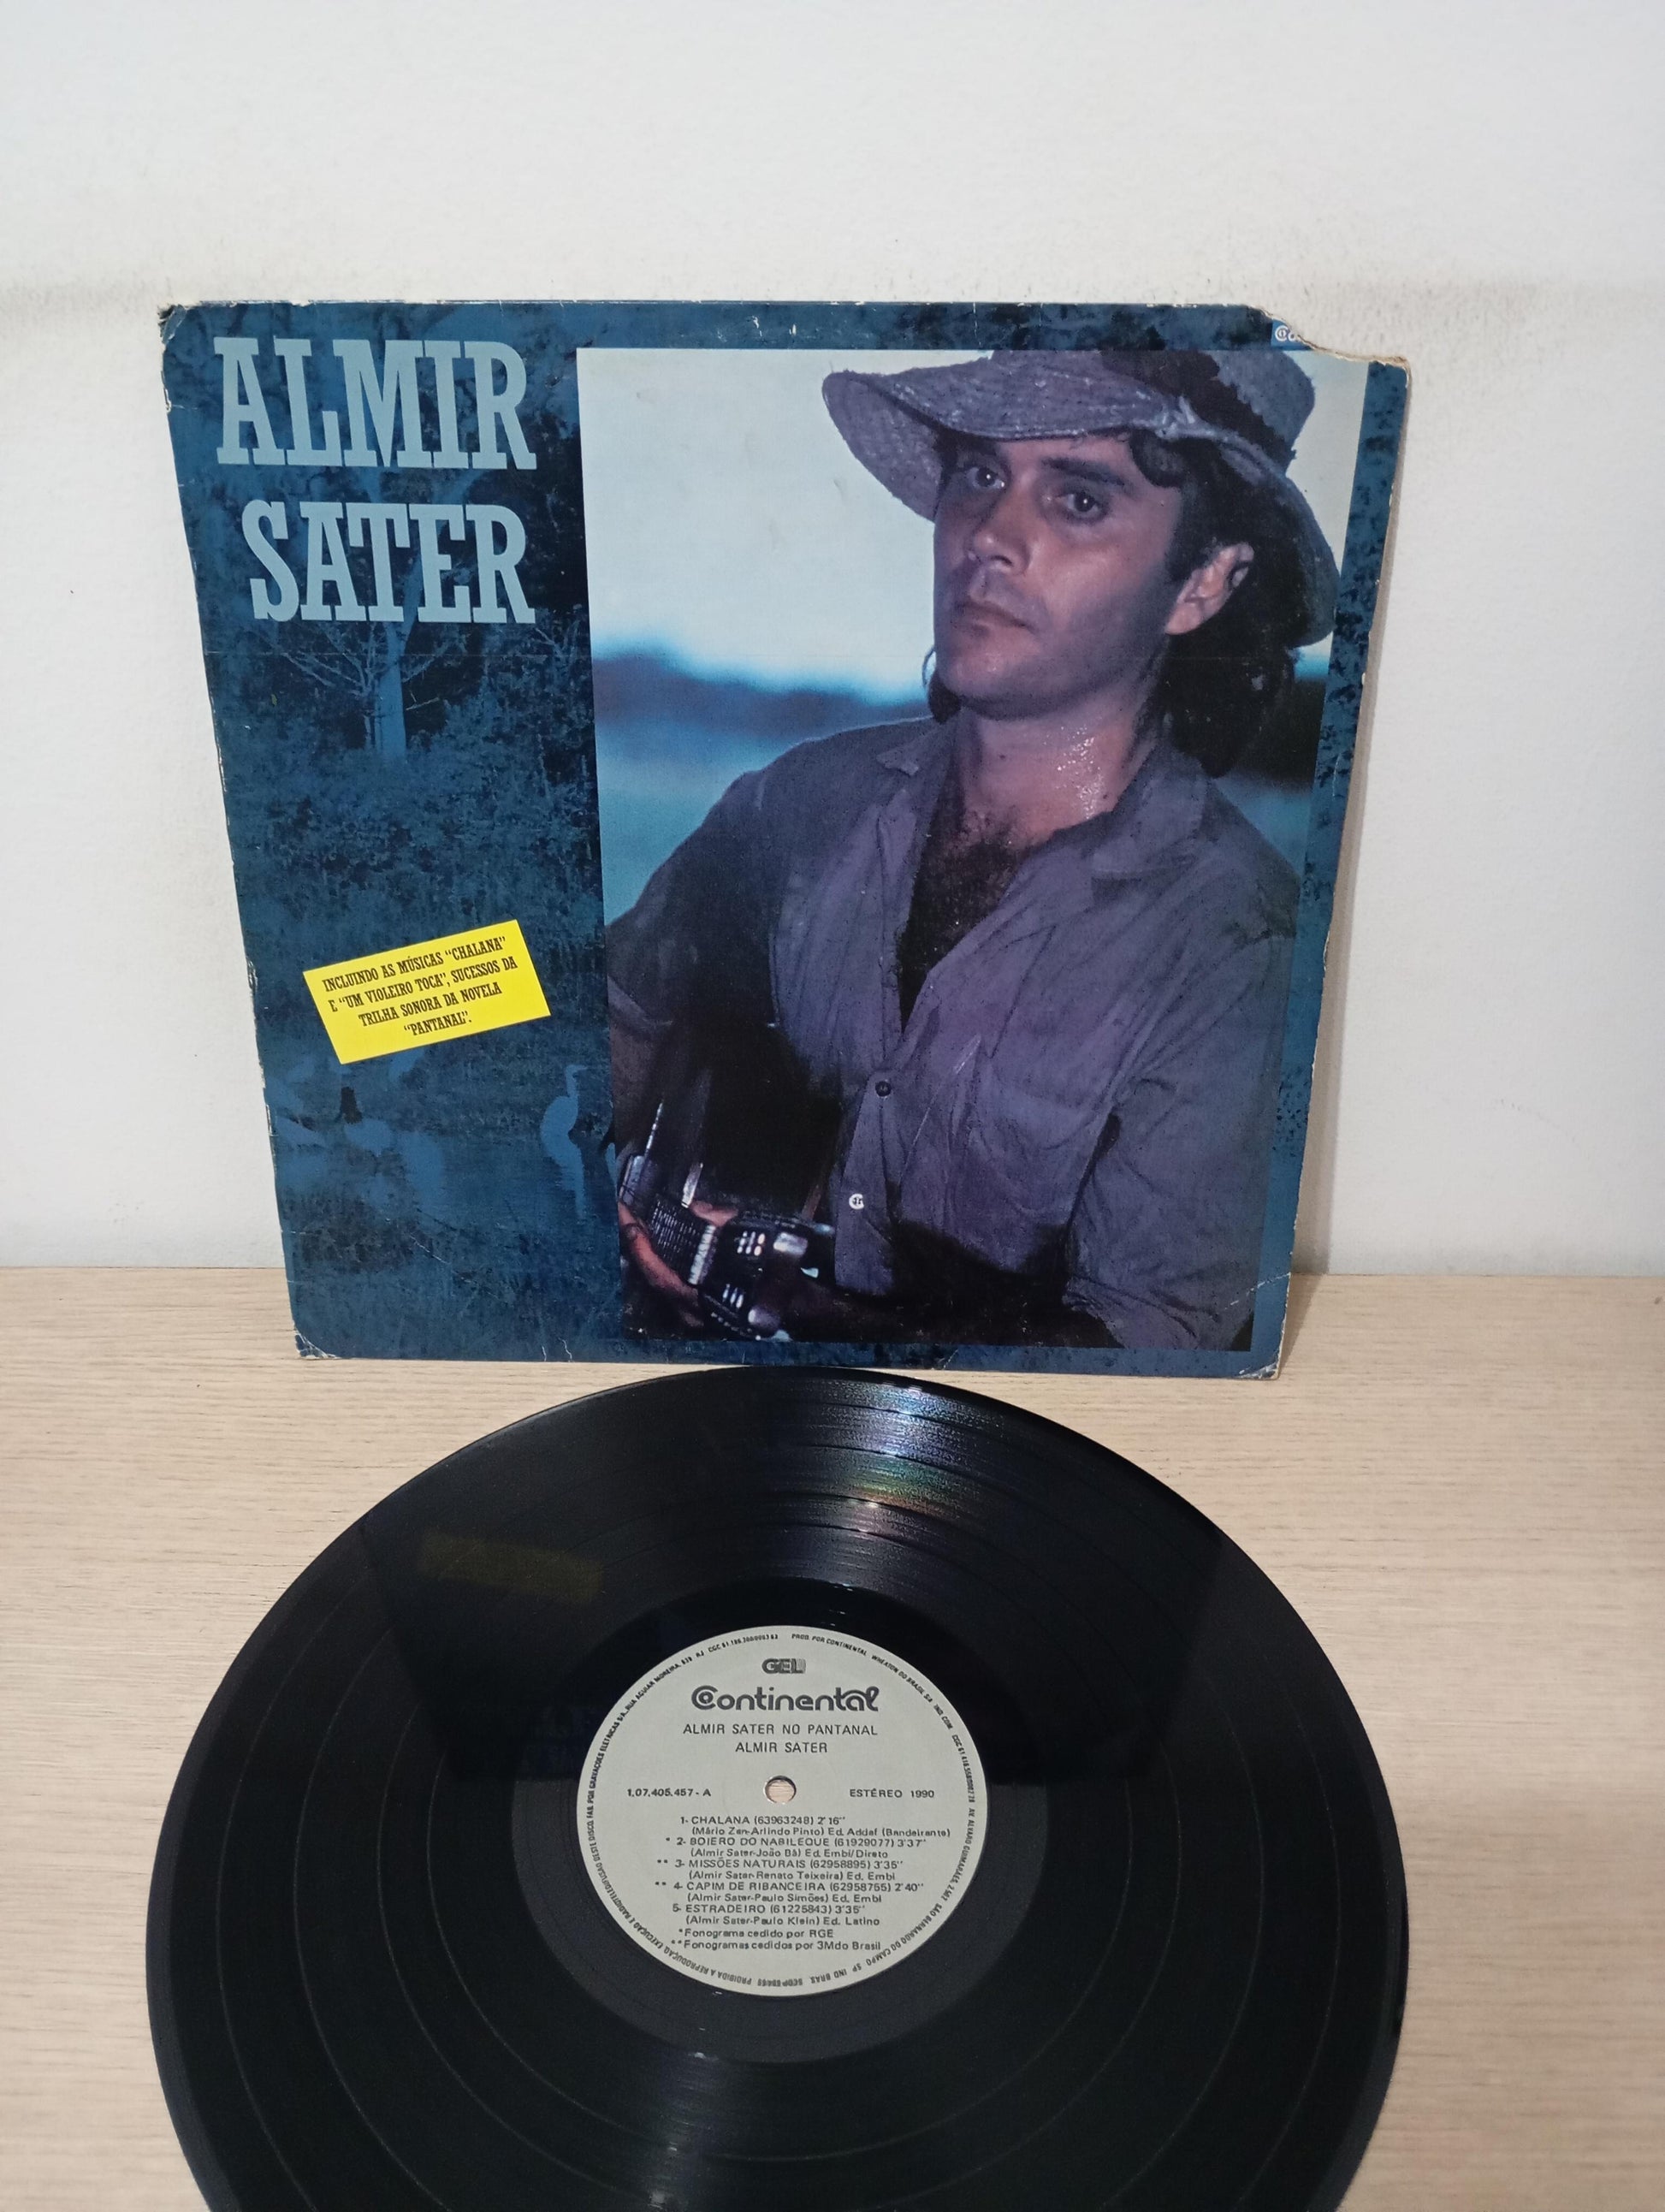 ALMIR
SATER
INCLUINDO AS MÚSICAS "CHALANA"
E "UM VIOLEIRO TOCA", SUCESSOS DA
TRILHA SONORA DA NOVELA
"PANTANAL".
GEL
Continental
ALMIR SATER NO PANTANAL
ALMIR SATER
1.07.405.457 - A
ESTÉREO 1990
1- CHALANA (63963248) 2'16''
(Mário Zan-Arlindo Pinto) Ed. Addaf (Bandeirante)
* 2- BOIERO DO NABILEQUE (61929077) 3'37''
(Almir Sater-João Bá) Ed. Embi/Direto
** 3- MISSÕES NATURAIS (62958895) 3'35''
(Almir Sater-Renato Teixeira) Ed. Embi
** 4- CAPIM DE RIBANCEIRA (62958755) 2'40''
(Almir Sater-Paulo Simões) Ed. Embi
5- ESTRADEIRO (61225843) 3'35''
(Almir Sater-Paulo Klein) Ed. Latino
*Fonograma cedido por RGE
**Fonogramas cedidos por 3Mdo Brasil